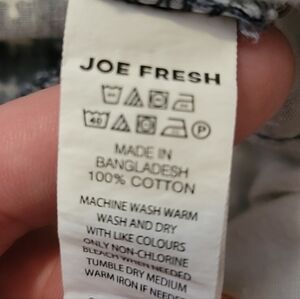 JOE FRESH
40 P
MADE IN
BANGLADESH
100% COTTON
MACHINE WASH WARM
WASH AND DRY
WITH LIKE COLOURS
ONLY NON-CHLORINE
BLEACH WHEN NEEDED
TUMBLE DRY MEDIUM
WARM IRON IF NEEDED